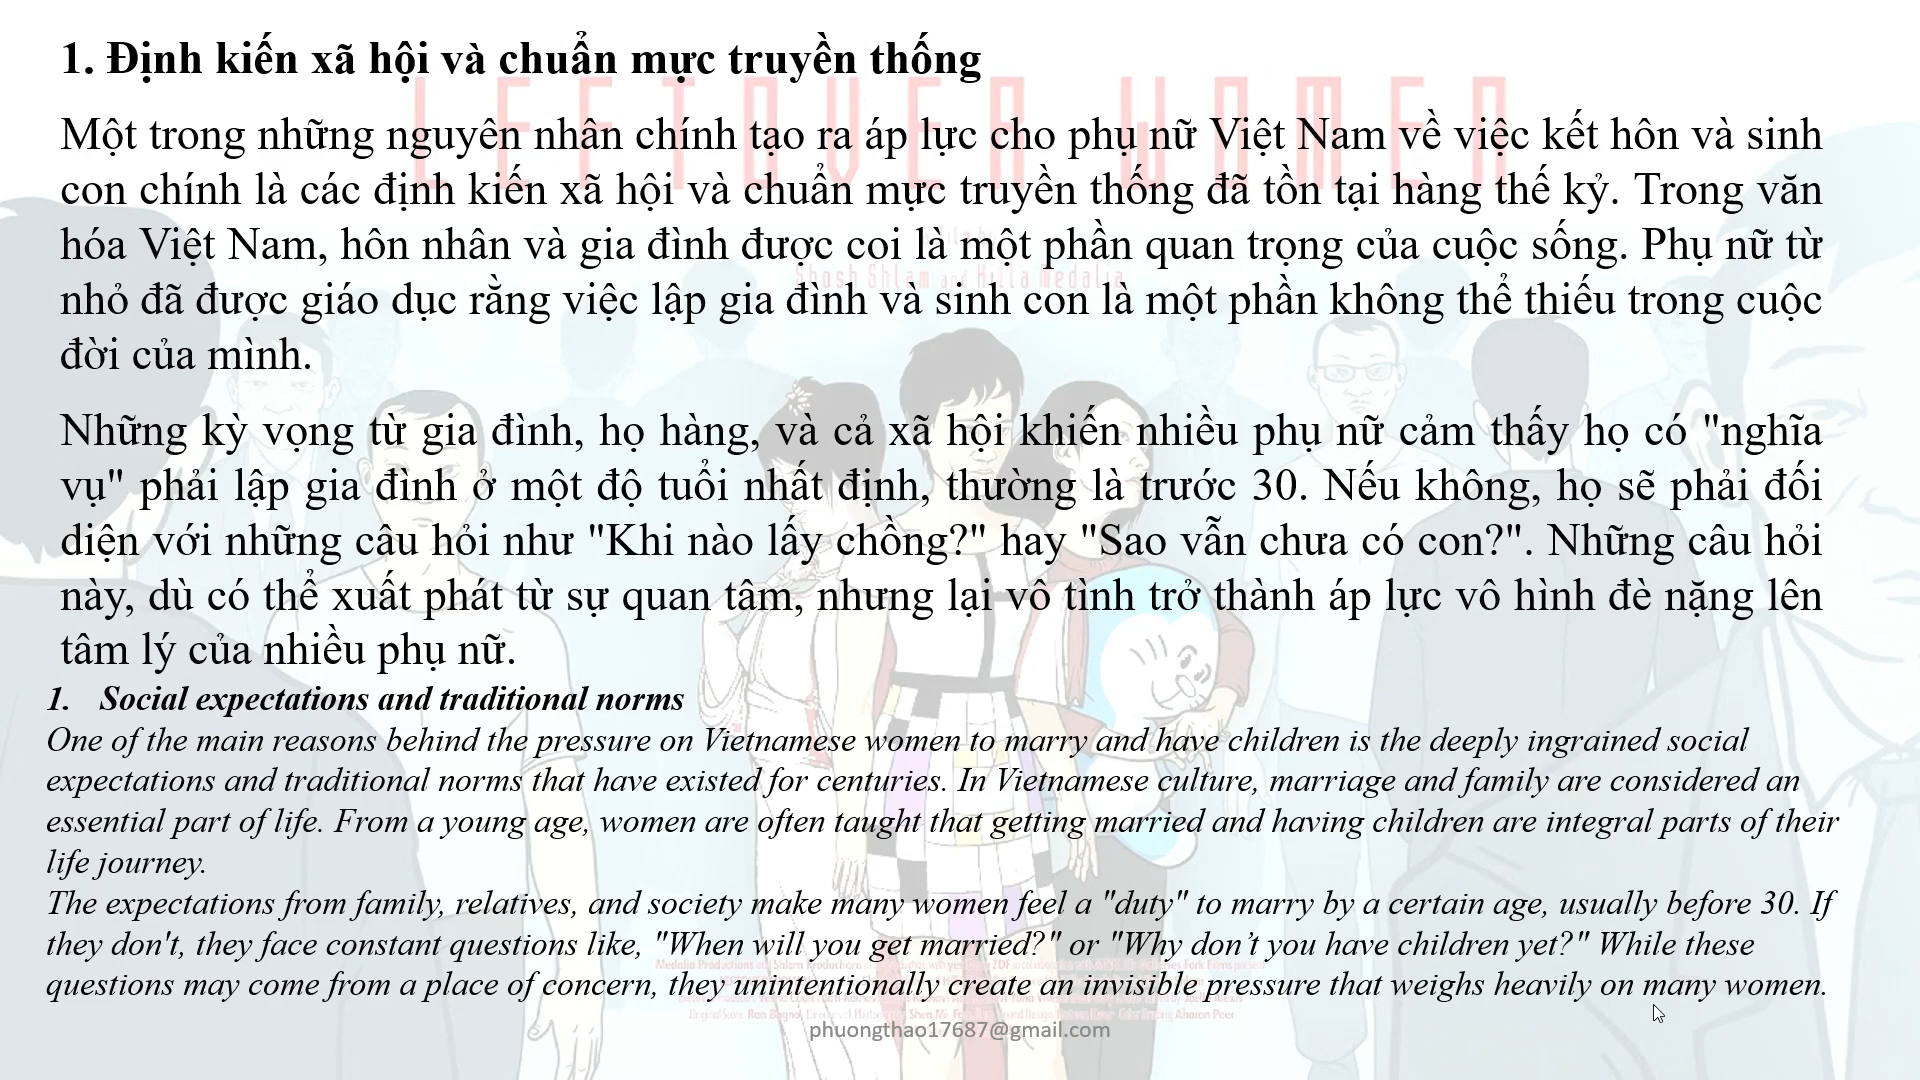 1. Định kiến xã hội và chuẩn mực truyền thống
LEFTOVER WOMEN
Một trong những nguyên nhân chính tạo ra áp lực cho phụ nữ Việt Nam về việc kết hôn và sinh
con chính là các định kiến xã hội và chuẩn mực truyền thống đã tồn tại hàng thế kỷ. Trong văn
hóa Việt Nam, hôn nhân và gia đình được coi là một phần quan trọng của cuộc sống. Phụ nữ từ
Shosh Shlam and Hilla Medalia
nhỏ đã được giáo dục rằng việc lập gia đình và sinh con là một phần không thể thiếu trong cuộc
đời của mình.
Những kỳ vọng từ gia đình, họ hàng, và cả xã hội khiến nhiều phụ nữ cảm thấy họ có "nghĩa
vụ" phải lập gia đình ở một độ tuổi nhất định, thường là trước 30. Nếu không, họ sẽ phải đối
diện với những câu hỏi như "Khi nào lấy chồng?" hay "Sao vẫn chưa có con?". Những câu hỏi
này, dù có thể xuất phát từ sự quan tâm, nhưng lại vô tình trở thành áp lực vô hình đè nặng lên
tâm lý của nhiều phụ nữ.
1. Social expectations and traditional norms
One of the main reasons behind the pressure on Vietnamese women to marry and have children is the deeply ingrained social
expectations and traditional norms that have existed for centuries. In Vietnamese culture, marriage and family are considered an
essential part of life. From a young age, women are often taught that getting married and having children are integral parts of their
life journey.
The expectations from family, relatives, and society make many women feel a "duty" to marry by a certain age, usually before 30. If
they don't, they face constant questions like, "When will you get married?" or "Why don’t you have children yet?" While these
questions may come from a place of concern, they unintentionally create an invisible pressure that weighs heavily on many women.
phuongthao17687@gmail.com